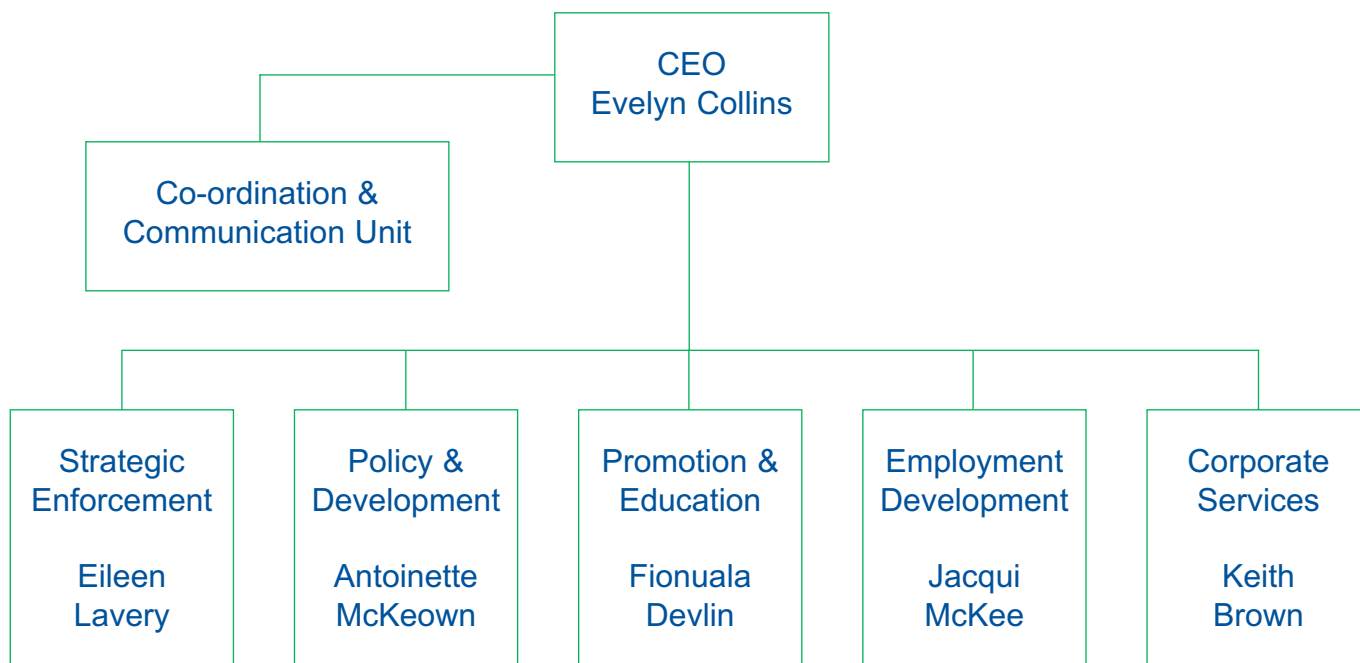 CEO
Evelyn Collins
Co-ordination &
Communication Unit
Strategic
Enforcement
Eileen
Lavery
Policy &
Development
Antoinette
McKeown
Promotion &
Education
Fionuala
Devlin
Employment
Development
Jacqui
McKee
Corporate
Services
Keith
Brown